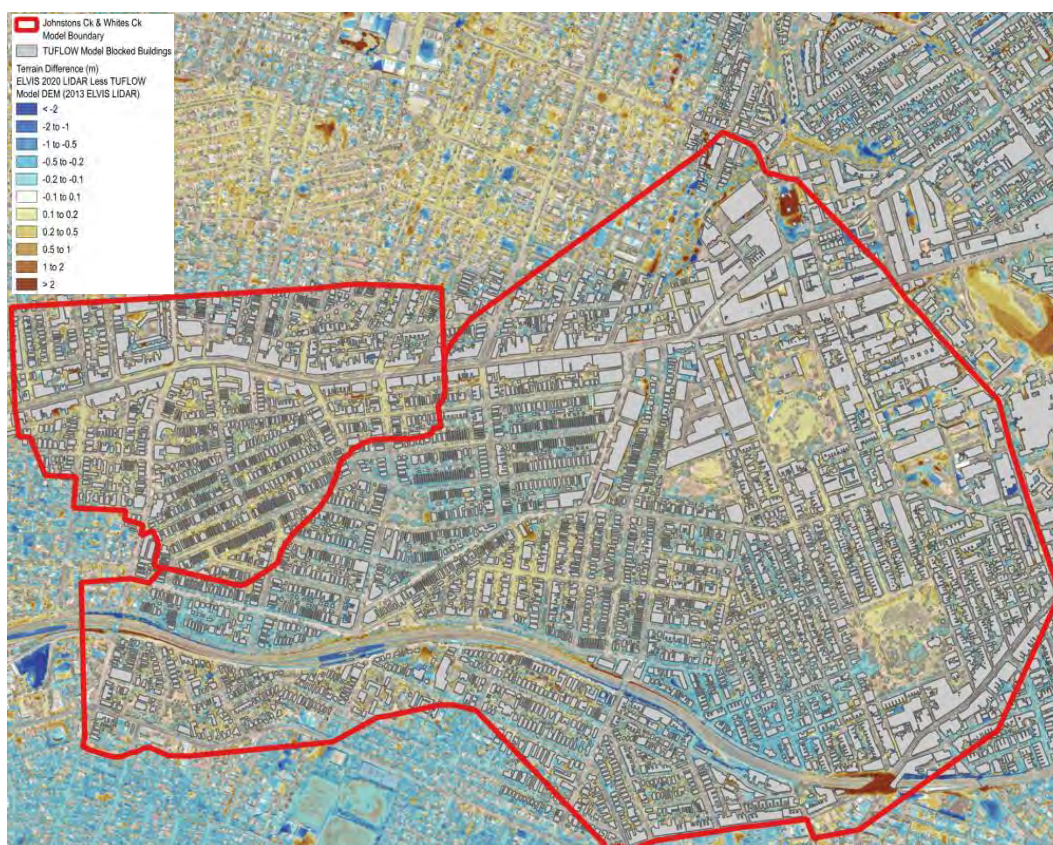 Johnstons Ck & Whites Ck
Model Boundary
TUFLOW Model Blocked Buildings
Terrain Difference (m)
ELVIS 2020 LIDAR Less TUFLOW
Model DEM (2013 ELVIS LIDAR)
< -2
-2 to -1
-1 to -0.5
-0.5 to -0.2
-0.2 to -0.1
-0.1 to 0.1
0.1 to 0.2
0.2 to 0.5
0.5 to 1
1 to 2
> 2